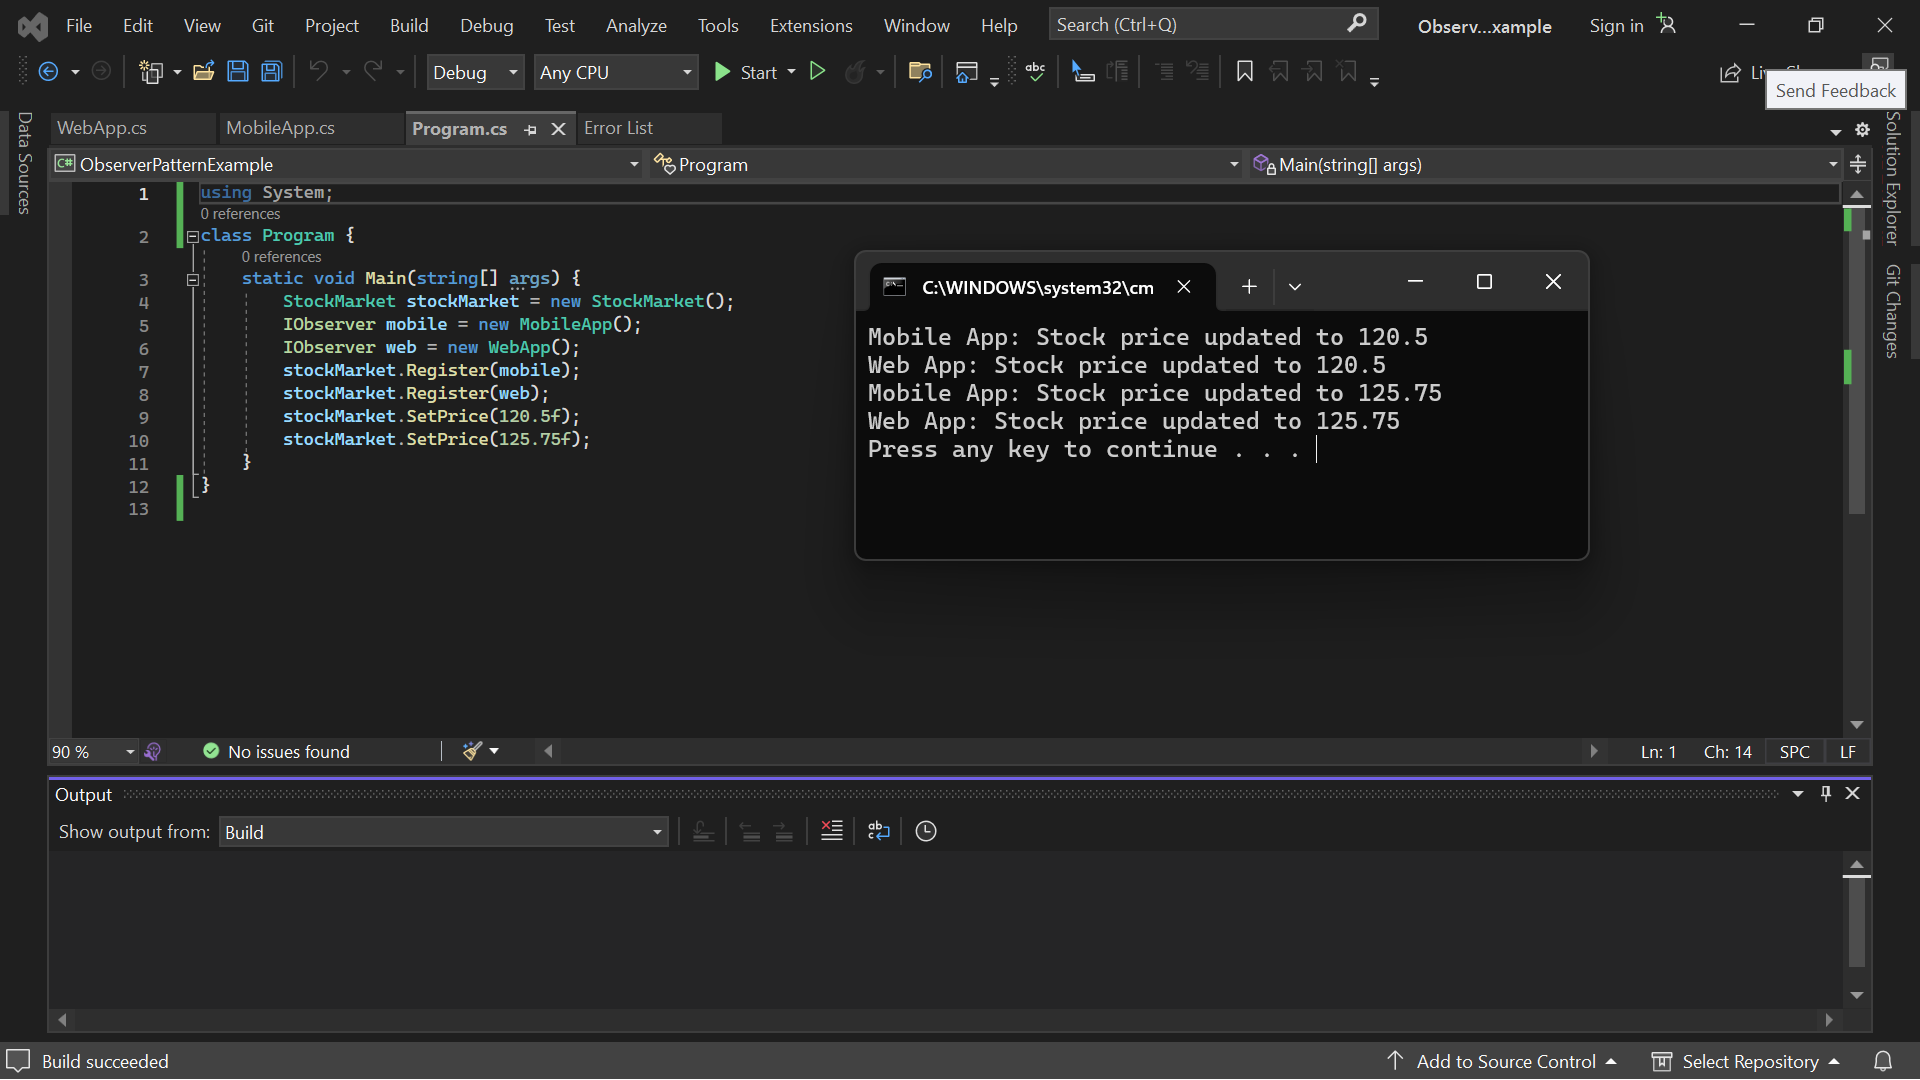 File Edit View Git Project Build Debug Test Analyze Tools Extensions Window Help Search (Ctrl+Q) Observ...xample Sign in
Debug Any CPU Start
Send Feedback
Data Sources
WebApp.cs MobileApp.cs Program.cs Error List
C# ObserverPatternExample Program Main(string[] args)
Solution Explorer
Git Changes
1 using System;
0 references
2 class Program {
0 references
3 static void Main(string[] args) {
4 StockMarket stockMarket = new StockMarket();
5 IObserver mobile = new MobileApp();
6 IObserver web = new WebApp();
7 stockMarket.Register(mobile);
8 stockMarket.Register(web);
9 stockMarket.SetPrice(120.5f);
10 stockMarket.SetPrice(125.75f);
11 }
12 }
13
C:\WINDOWS\system32\cm
Mobile App: Stock price updated to 120.5
Web App: Stock price updated to 120.5
Mobile App: Stock price updated to 125.75
Web App: Stock price updated to 125.75
Press any key to continue . . .
90 % No issues found Ln: 1 Ch: 14 SPC LF
Output
Show output from: Build
Build succeeded Add to Source Control Select Repository